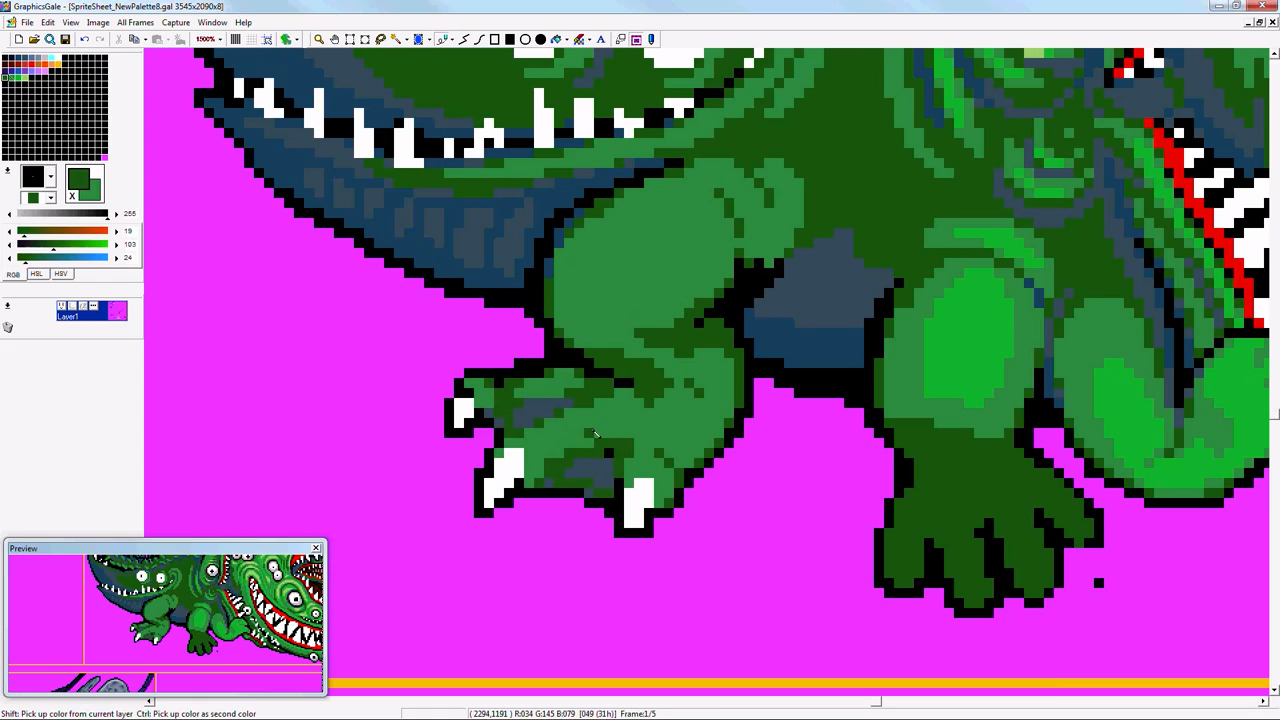 GraphicsGale - [SpriteSheet_NewPalette8.gal 3545x2090x8]
File Edit View Image All Frames Capture Window Help
1500%
A
X
255
19
103
24
RGB HSL HSV
Layer1
Preview
Shift: Pick up color from current layer Ctrl: Pick up color as second color
( 2294,1191 ) R:034 G:145 B:079 [049 (31h)] Frame:1/5